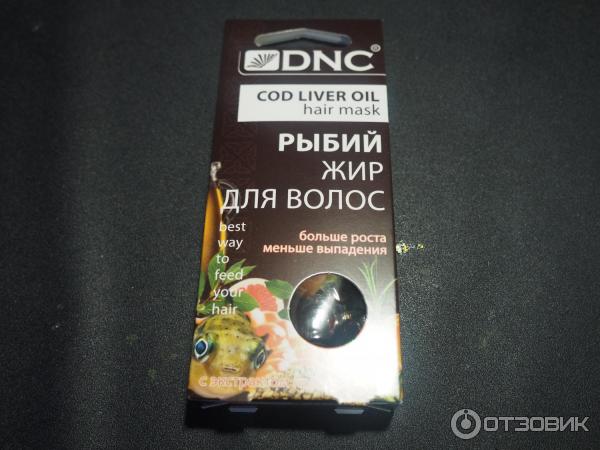 DNC®
COD LIVER OIL
hair mask
РЫБИЙ
ЖИР
ДЛЯ ВОЛОС
best
way
to
feed
your
hair
больше роста
меньше выпадения
ОТЗОВИК